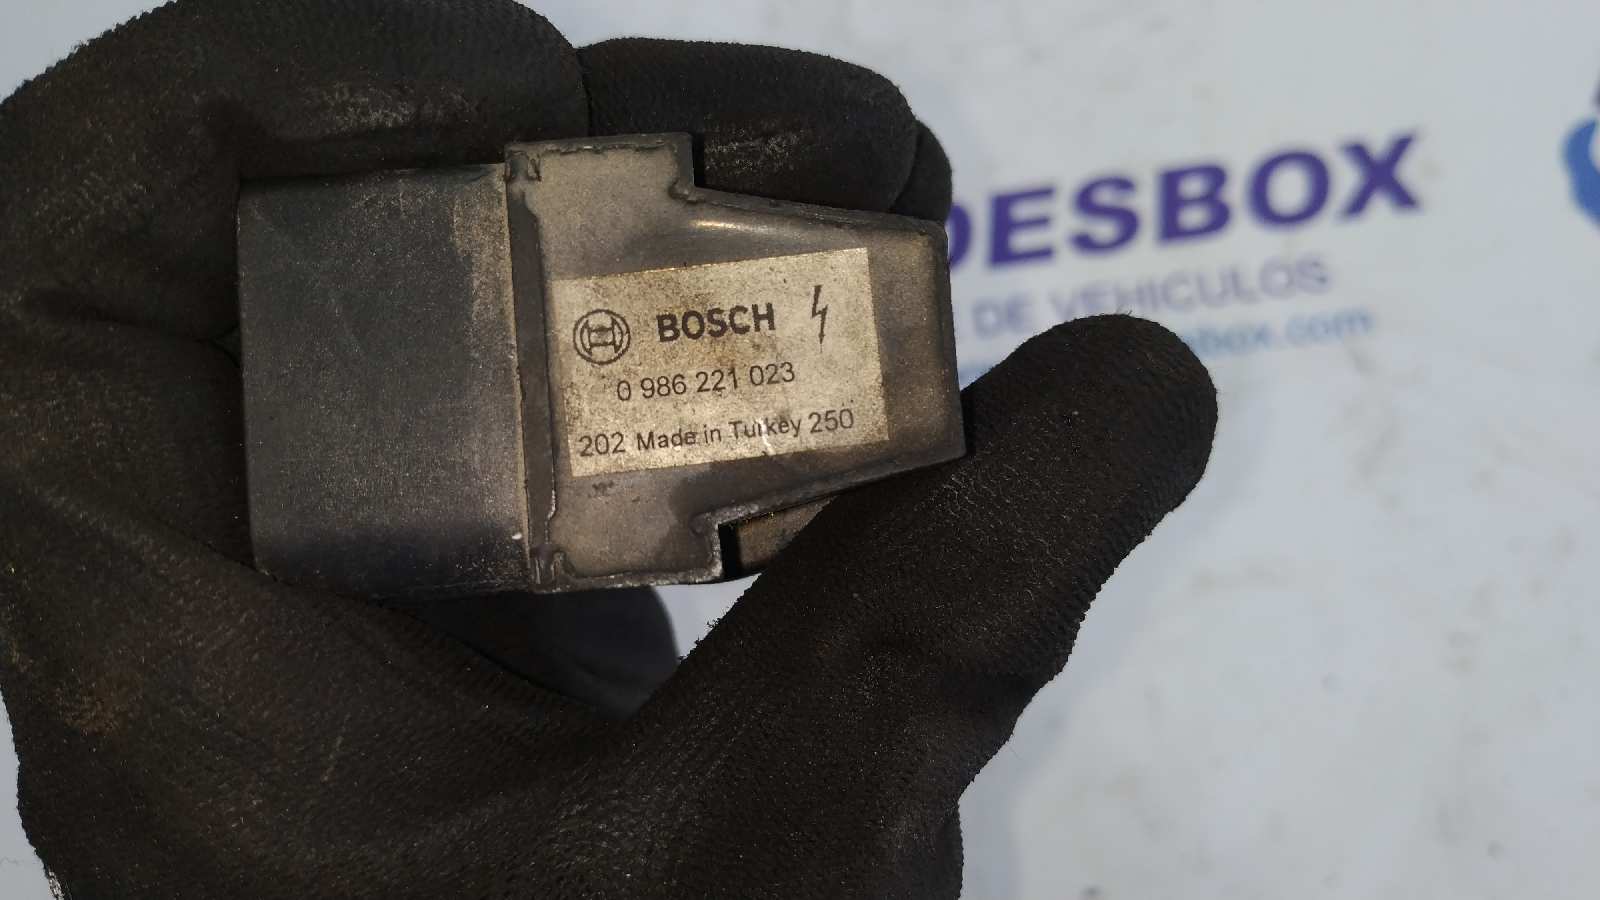 BOSCH
0 986 221 023
202 Made in Turkey 250
DESBOX
DE VEHICULOS
box.com